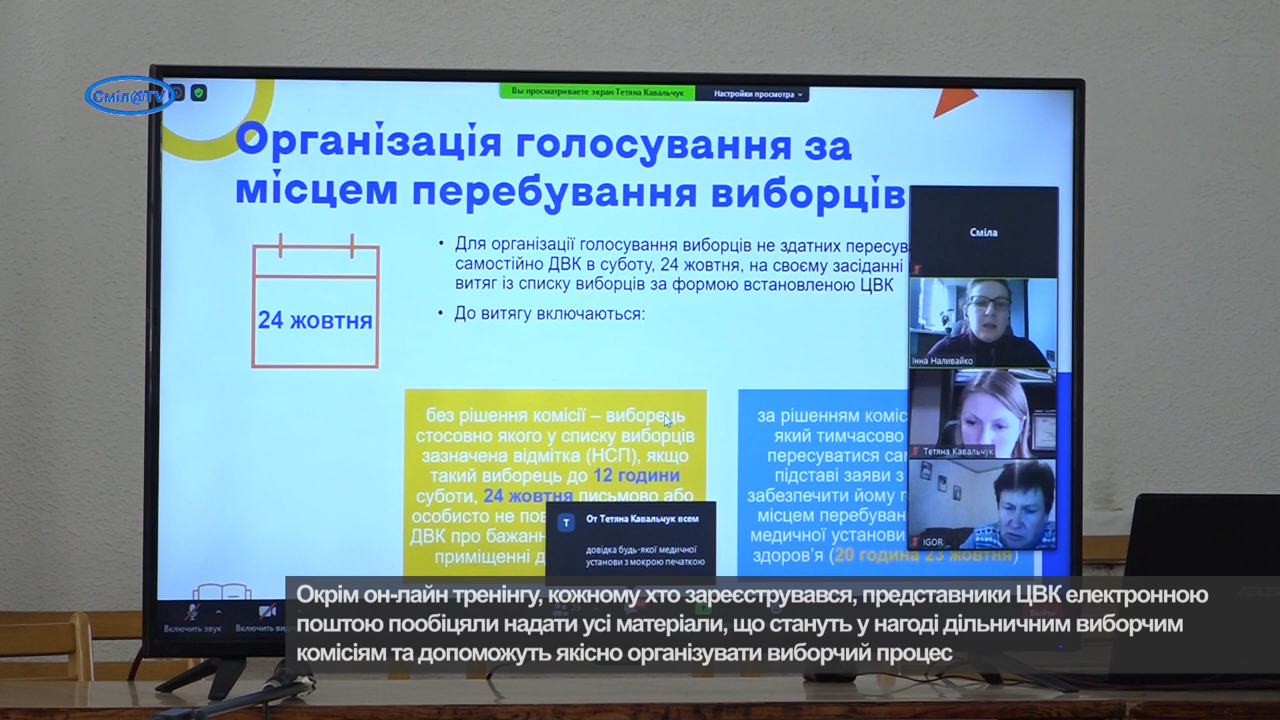 Сміл@TV
Вы просматриваете экран Тетяна Кавальчук
Настройки просмотра
Організація голосування за
місцем перебування виборців
Сміла
24 жовтня
• Для організації голосування виборців не здатних пересув
самостійно ДВК в суботу, 24 жовтня, на своєму засіданні
витяг із списку виборців за формою встановленою ЦВК
• До витягу включаються:
Інна Наливайко
без рішення комісії – виборець
стосовно якого у списку виборців
зазначена відмітка (НСП), якщо
такий виборець до 12 години
суботи, 24 жовтня письмово або
особисто не пов
ДВК про бажанн
приміщенні д
за рішенням коміс
який тимчасово
пересуватися сам
підставі заяви з
забезпечити йому г
місцем перебуван
медичної установи
здоров'я (20 година 23 жовтня)
Тетяна Кавальчук
IGOR
Т
От Тетяна Кавальчук всем
довідка будь-якої медичної
установи з мокрою печаткою
Включить звук
Включить ви
Окрім он-лайн тренінгу, кожному хто зареєструвався, представники ЦВК електронною
поштою пообіцяли надати усі матеріали, що стануть у нагоді дільничним виборчим
комісіям та допоможуть якісно організувати виборчий процес